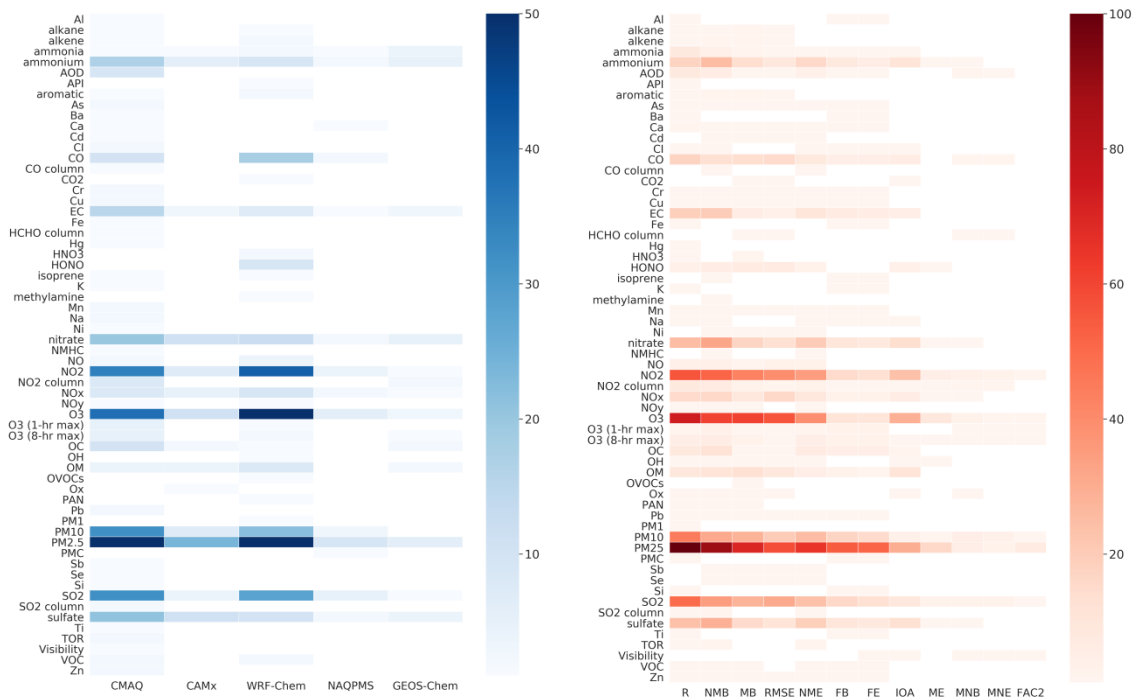 Al
alkane
alkene
ammonia
ammonium
AOD
API
aromatic
As
Ba
Ca
Cd
Cl
CO
CO column
CO2
Cr
Cu
EC
Fe
HCHO column
Hg
HNO3
HONO
isoprene
K
methylamine
Mn
Na
Ni
nitrate
NMHC
NO
NO2
NO2 column
NOx
NOy
O3
O3 (1-hr max)
O3 (8-hr max)
OC
OH
OM
OVOCs
Ox
PAN
Pb
PM1
PM10
PM2.5
PMC
Sb
Se
Si
SO2
SO2 column
sulfate
Ti
TOR
Visibility
VOC
Zn
CMAQ CAMx WRF-Chem NAQPMS GEOS-Chem
50
40
30
20
10
Al
alkane
alkene
ammonia
ammonium
AOD
API
aromatic
As
Ba
Ca
Cd
Cl
CO
CO column
CO2
Cr
Cu
EC
Fe
HCHO column
Hg
HNO3
HONO
isoprene
K
methylamine
Mn
Na
Ni
nitrate
NMHC
NO
NO2
NO2 column
NOx
NOy
O3
O3 (1-hr max)
O3 (8-hr max)
OC
OH
OM
OVOCs
Ox
PAN
Pb
PM1
PM10
PM25
PMC
Sb
Se
Si
SO2
SO2 column
sulfate
Ti
TOR
Visibility
VOC
Zn
R NMB MB RMSE NME FB FE IOA ME MNB MNE FAC2
100
80
60
40
20